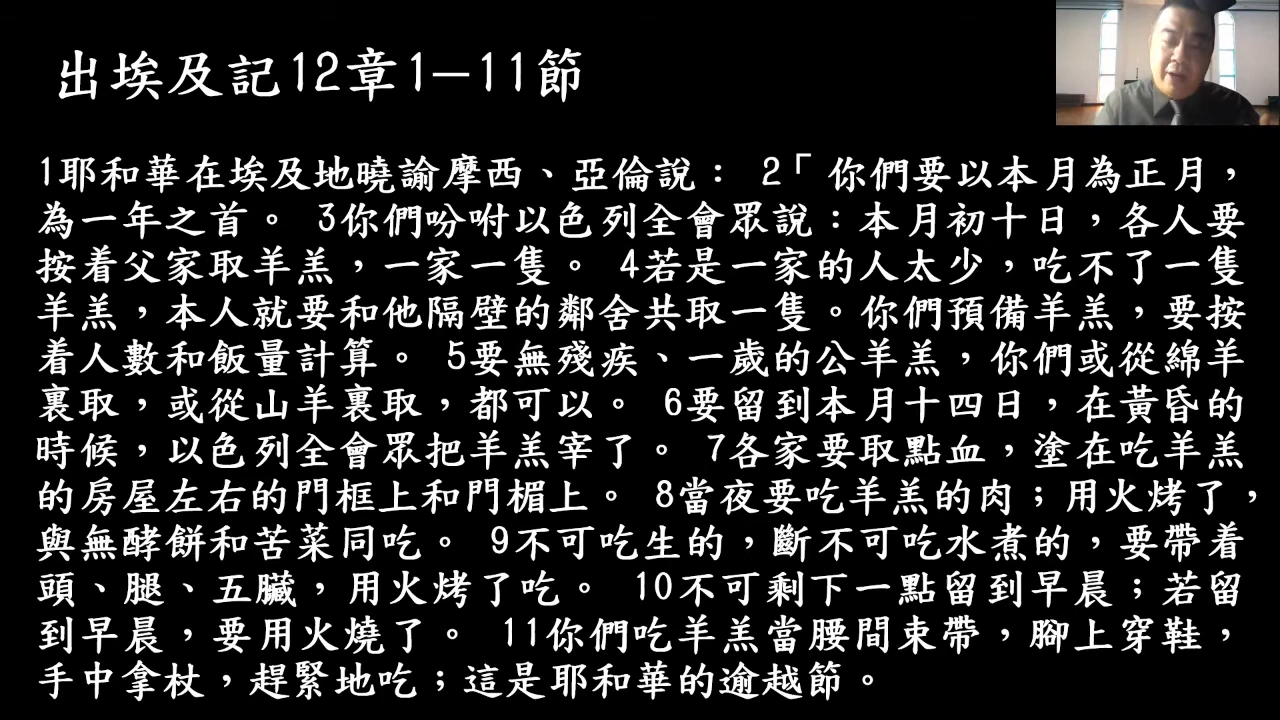 出埃及記12章1-11節
1耶和華在埃及地曉諭摩西、亞倫說： 2「你們要以本月為正月，
為一年之首。 3你們吩咐以色列全會眾說：本月初十日，各人要
按着父家取羊羔，一家一隻。 4若是一家的人太少，吃不了一隻
羊羔，本人就要和他隔壁的鄰舍共取一隻。你們預備羊羔，要按
着人數和飯量計算。 5要無殘疾、一歲的公羊羔，你們或從綿羊
裏取，或從山羊裏取，都可以。 6要留到本月十四日，在黃昏的
時候，以色列全會眾把羊羔宰了。 7各家要取點血，塗在吃羊羔
的房屋左右的門框上和門楣上。 8當夜要吃羊羔的肉；用火烤了，
與無酵餅和苦菜同吃。 9不可吃生的，斷不可吃水煮的，要帶着
頭、腿、五臟，用火烤了吃。 10不可剩下一點留到早晨；若留
到早晨，要用火燒了。 11你們吃羊羔當腰間束帶，腳上穿鞋，
手中拿杖，趕緊地吃；這是耶和華的逾越節。